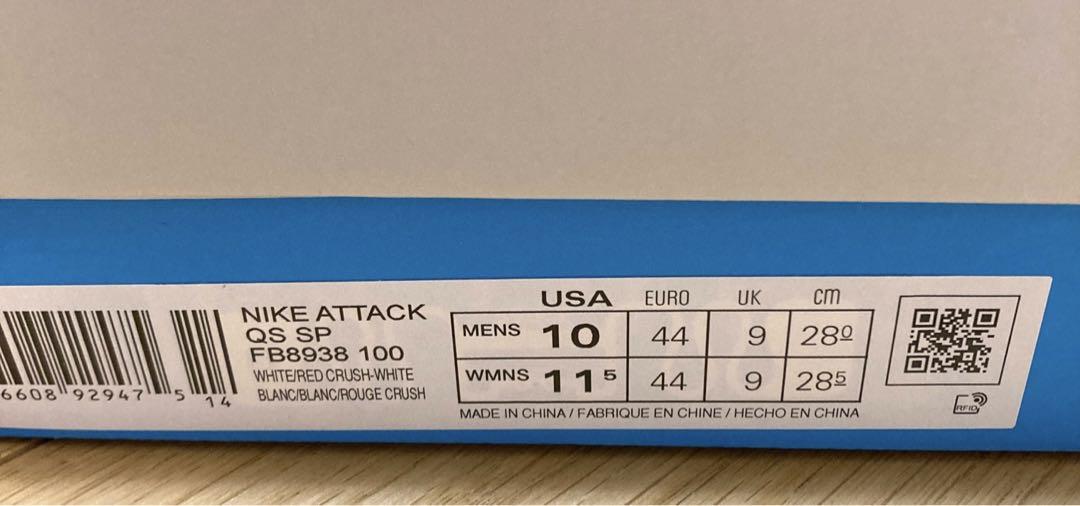 NIKE ATTACK
QS SP
FB8938 100
WHITE/RED CRUSH-WHITE
BLANC/BLANC/ROUGE CRUSH
6608 92947 5 14
USA EURO UK CM
MENS 10 44 9 280
WMNS 115 44 9 285
MADE IN CHINA / FABRIQUE EN CHINE / HECHO EN CHINA
RFID